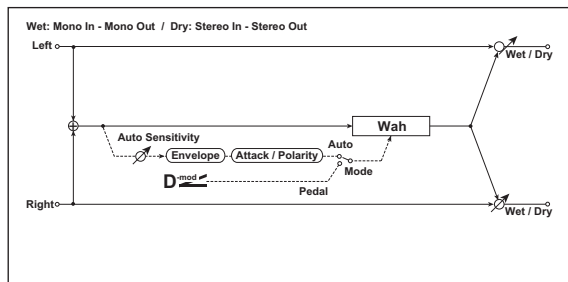 Wet: Mono In - Mono Out / Dry: Stereo In - Stereo Out
Left
Wet / Dry
Wah
Auto Sensitivity
Auto
Envelope
Attack / Polarity
Mode
D-mod
Pedal
Right
Wet / Dry